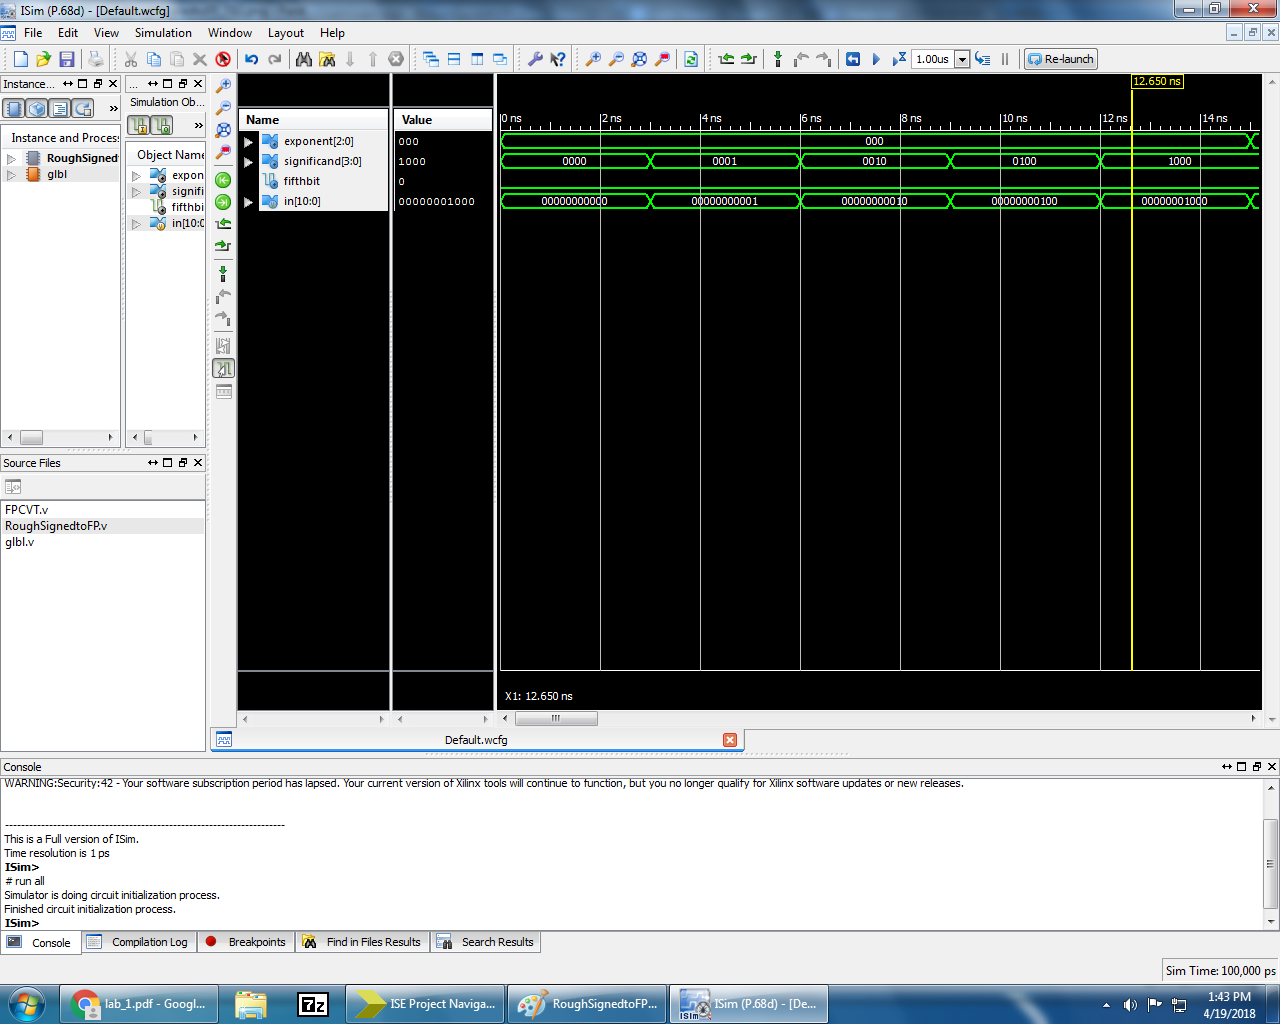 ISim (P.68d) - [Default.wcfg]
File Edit View Simulation Window Layout Help
1.00us Re-launch
Instance...
...
Simulation Ob...
Instance and Process
RoughSignedt
glbl
Object Name
expon
signifi
fifthbi
in[10:0
Source Files
FPCVT.v
RoughSignedtoFP.v
glbl.v
Name Value
exponent[2:0] 000
significand[3:0] 1000
fifthbit 0
in[10:0] 00000001000
12.650 ns
0 ns 2 ns 4 ns 6 ns 8 ns 10 ns 12 ns 14 ns
000
0000 0001 0010 0100 1000
00000000000 00000000001 00000000010 00000000100 00000001000
X1: 12.650 ns
Default.wcfg
Console
WARNING:Security:42 - Your software subscription period has lapsed. Your current version of Xilinx tools will continue to function, but you no longer qualify for Xilinx software updates or new releases.
----------------------------------------------------------------------
This is a Full version of ISim.
Time resolution is 1 ps
ISim>
# run all
Simulator is doing circuit initialization process.
Finished circuit initialization process.
ISim>
Console Compilation Log Breakpoints Find in Files Results Search Results
Sim Time: 100,000 ps
lab_1.pdf - Googl... 7z ISE Project Naviga... RoughSignedtoFP... ISim ISim (P.68d) - [De...
1:43 PM
4/19/2018